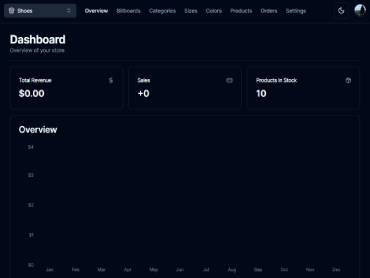 Shoes
Overview Billboards Categories Sizes Colors Products Orders Settings
Dashboard
Overview of your store
Total Revenue $
$0.00
Sales
+0
Products In Stock
10
Overview
$4
$3
$2
$1
$0
Jan Feb Mar Apr May Jun Jul Aug Sep Oct Nov Dec